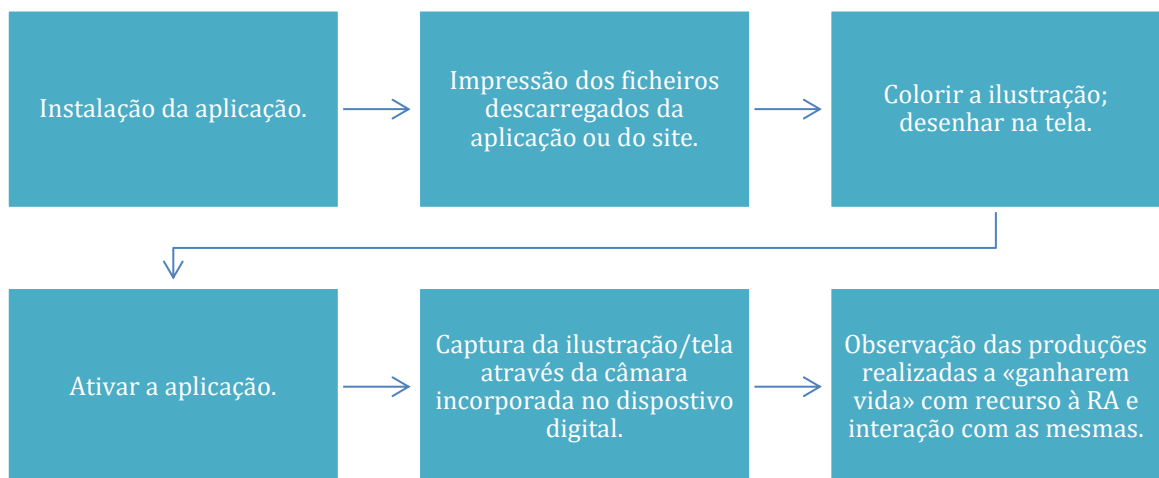 Instalação da aplicação.
Impressão dos ficheiros
descarregados da
aplicação ou do site.
Colorir a ilustração;
desenhar na tela.
Ativar a aplicação.
Captura da ilustração/tela
através da câmara
incorporada no dispostivo
digital.
Observação das produções
realizadas a «ganharem
vida» com recurso à RA e
interação com as mesmas.